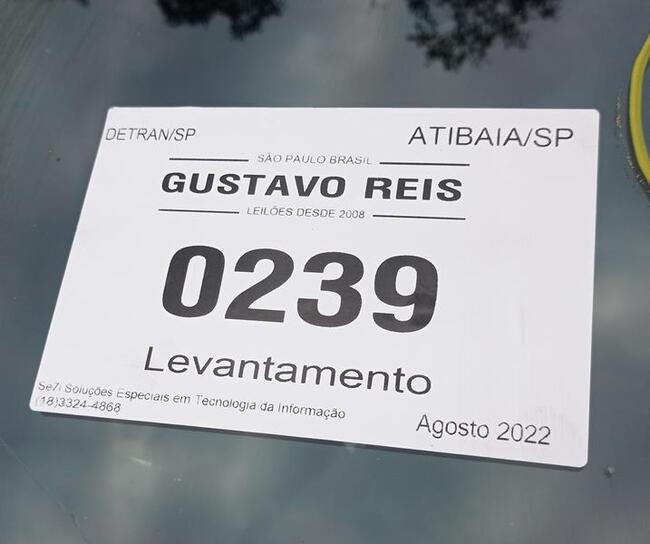 DETRAN/SP
ATIBAIA/SP
SÃO PAULO BRASIL
GUSTAVO REIS
LEILÕES DESDE 2008
0239
Levantamento
Se7i Soluções Especiais em Tecnologia da Informação
(18)3324-4868
Agosto 2022